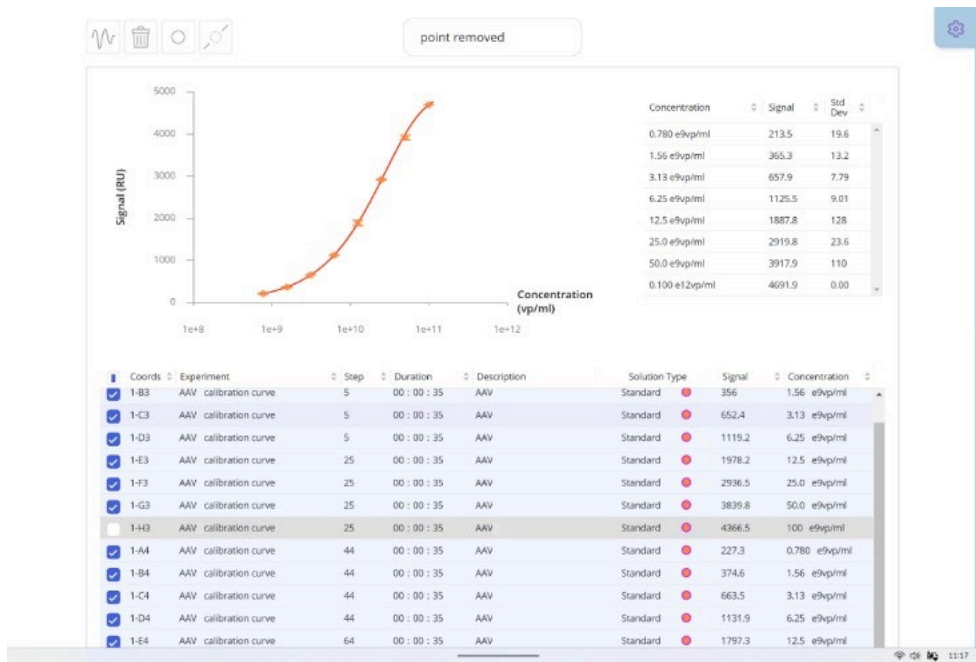 point removed
5000
4000
3000
2000
1000
0
Signal (RU)
1e+8 1e+9 1e+10 1e+11 1e+12
Concentration
(vp/ml)
Concentration Signal Std Dev
0.780 e9vp/ml 213.5 19.6
1.56 e9vp/ml 365.3 13.2
3.13 e9vp/ml 657.9 7.79
6.25 e9vp/ml 1125.5 9.01
12.5 e9vp/ml 1887.8 128
25.0 e9vp/ml 2919.8 23.6
50.0 e9vp/ml 3917.9 110
0.100 e12vp/ml 4691.9 0.00
Coords Experiment Step Duration Description Solution Type Signal Concentration
1-B3 AAV calibration curve 5 00 : 00 : 35 AAV Standard 356 1.56 e9vp/ml
1-C3 AAV calibration curve 5 00 : 00 : 35 AAV Standard 652.4 3.13 e9vp/ml
1-D3 AAV calibration curve 5 00 : 00 : 35 AAV Standard 1119.2 6.25 e9vp/ml
1-E3 AAV calibration curve 25 00 : 00 : 35 AAV Standard 1978.2 12.5 e9vp/ml
1-F3 AAV calibration curve 25 00 : 00 : 35 AAV Standard 2936.5 25.0 e9vp/ml
1-G3 AAV calibration curve 25 00 : 00 : 35 AAV Standard 3839.8 50.0 e9vp/ml
1-H3 AAV calibration curve 25 00 : 00 : 35 AAV Standard 4366.5 100 e9vp/ml
1-A4 AAV calibration curve 44 00 : 00 : 35 AAV Standard 227.3 0.780 e9vp/ml
1-B4 AAV calibration curve 44 00 : 00 : 35 AAV Standard 374.6 1.56 e9vp/ml
1-C4 AAV calibration curve 44 00 : 00 : 35 AAV Standard 663.5 3.13 e9vp/ml
1-D4 AAV calibration curve 44 00 : 00 : 35 AAV Standard 1131.9 6.25 e9vp/ml
1-E4 AAV calibration curve 64 00 : 00 : 35 AAV Standard 1797.3 12.5 e9vp/ml
11:17